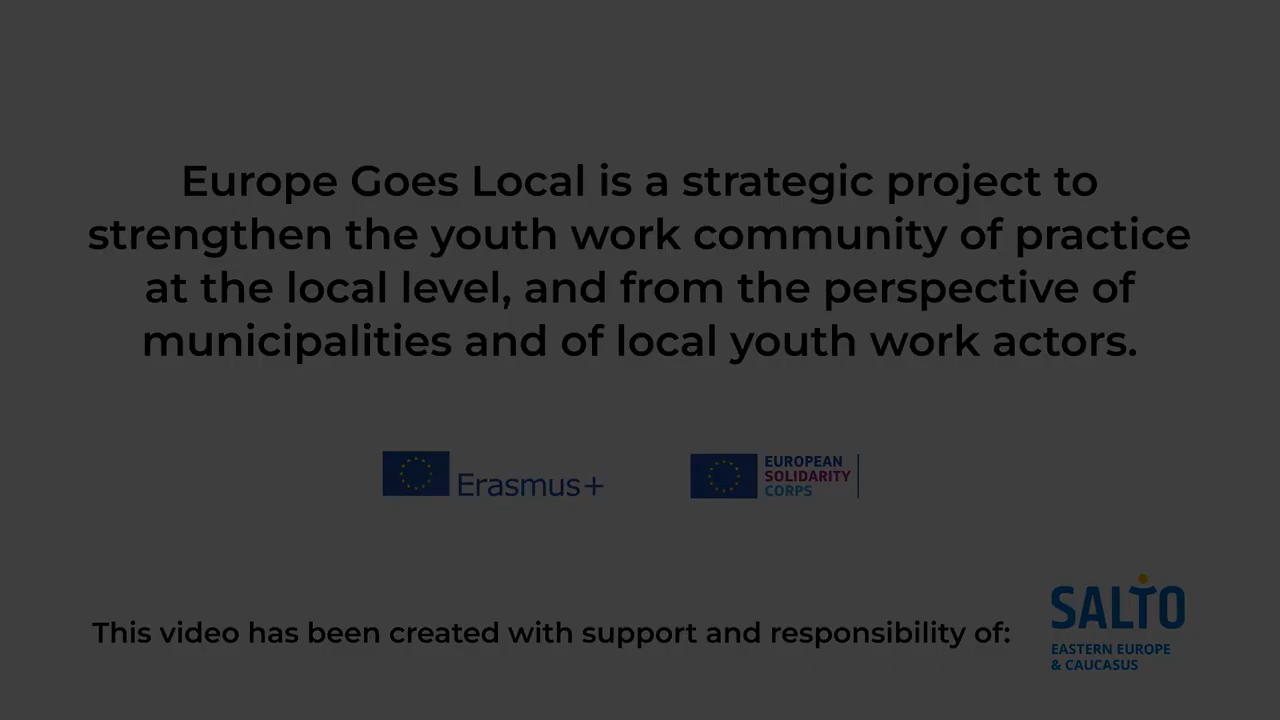 Europe Goes Local is a strategic project to
strengthen the youth work community of practice
at the local level, and from the perspective of
municipalities and of local youth work actors.
Erasmus+
EUROPEAN
SOLIDARITY
CORPS
This video has been created with support and responsibility of:
SALTO
EASTERN EUROPE
& CAUCASUS